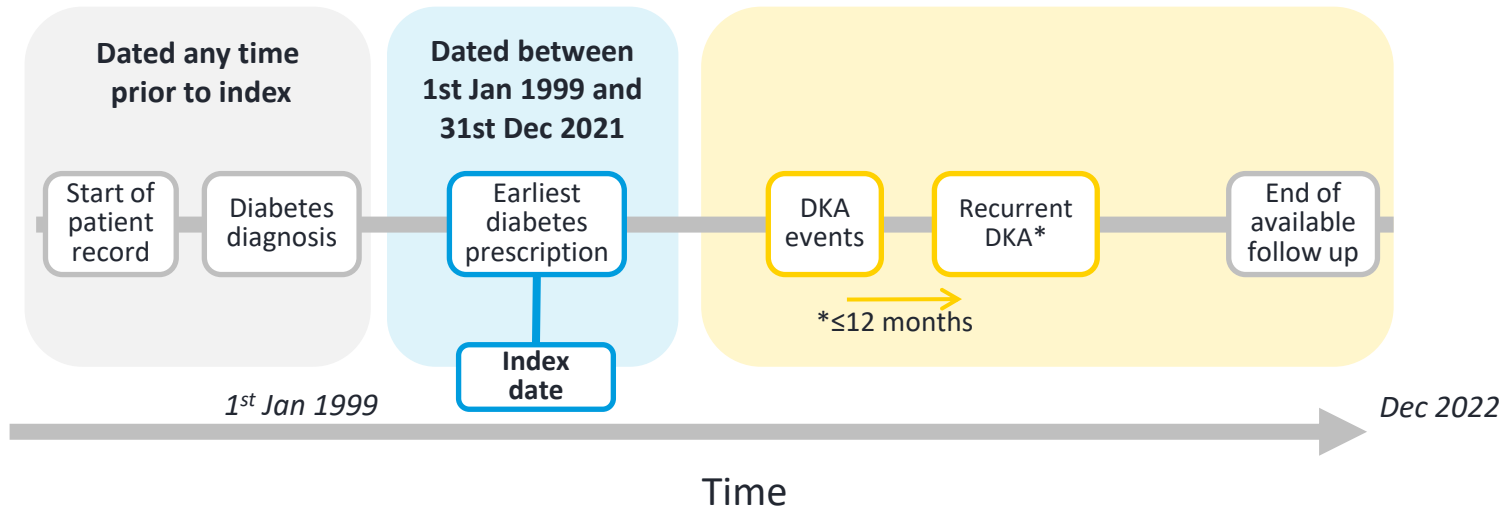 Dated any time
prior to index
Dated between
1st Jan 1999 and
31st Dec 2021
Start of
patient
record
Diabetes
diagnosis
Earliest
diabetes
prescription
DKA
events
Recurrent
DKA*
End of
available
follow up
*≤12 months
Index
date
1st Jan 1999
Dec 2022
Time